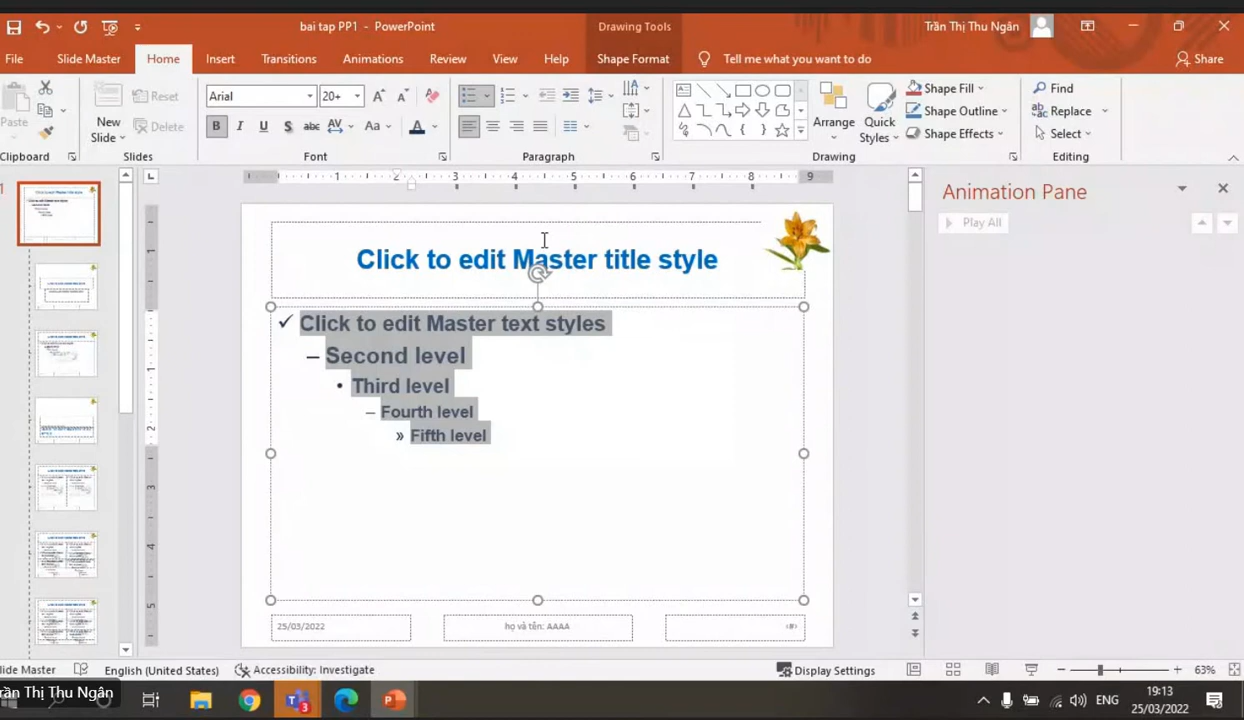 bai tap PP1 - PowerPoint
Drawing Tools
Trần Thị Thu Ngân
File
Slide Master
Home
Insert
Transitions
Animations
Review
View
Help
Shape Format
Tell me what you want to do
Share
Paste
New
Slide
Reset
Delete
Arial
20+
Aa
Arrange
Quick
Styles
Shape Fill
Shape Outline
Shape Effects
Find
Replace
Select
Clipboard
Slides
Font
Paragraph
Drawing
Editing
1
Click to edit Master title style
Click to edit Master text styles
– Second level
• Third level
– Fourth level
» Fifth level
25/03/2022
họ và tên: AAAA
‹#›
Animation Pane
Play All
lide Master
English (United States)
Accessibility: Investigate
Display Settings
63%
rần Thị Thu Ngân
3
ENG
19:13
25/03/2022